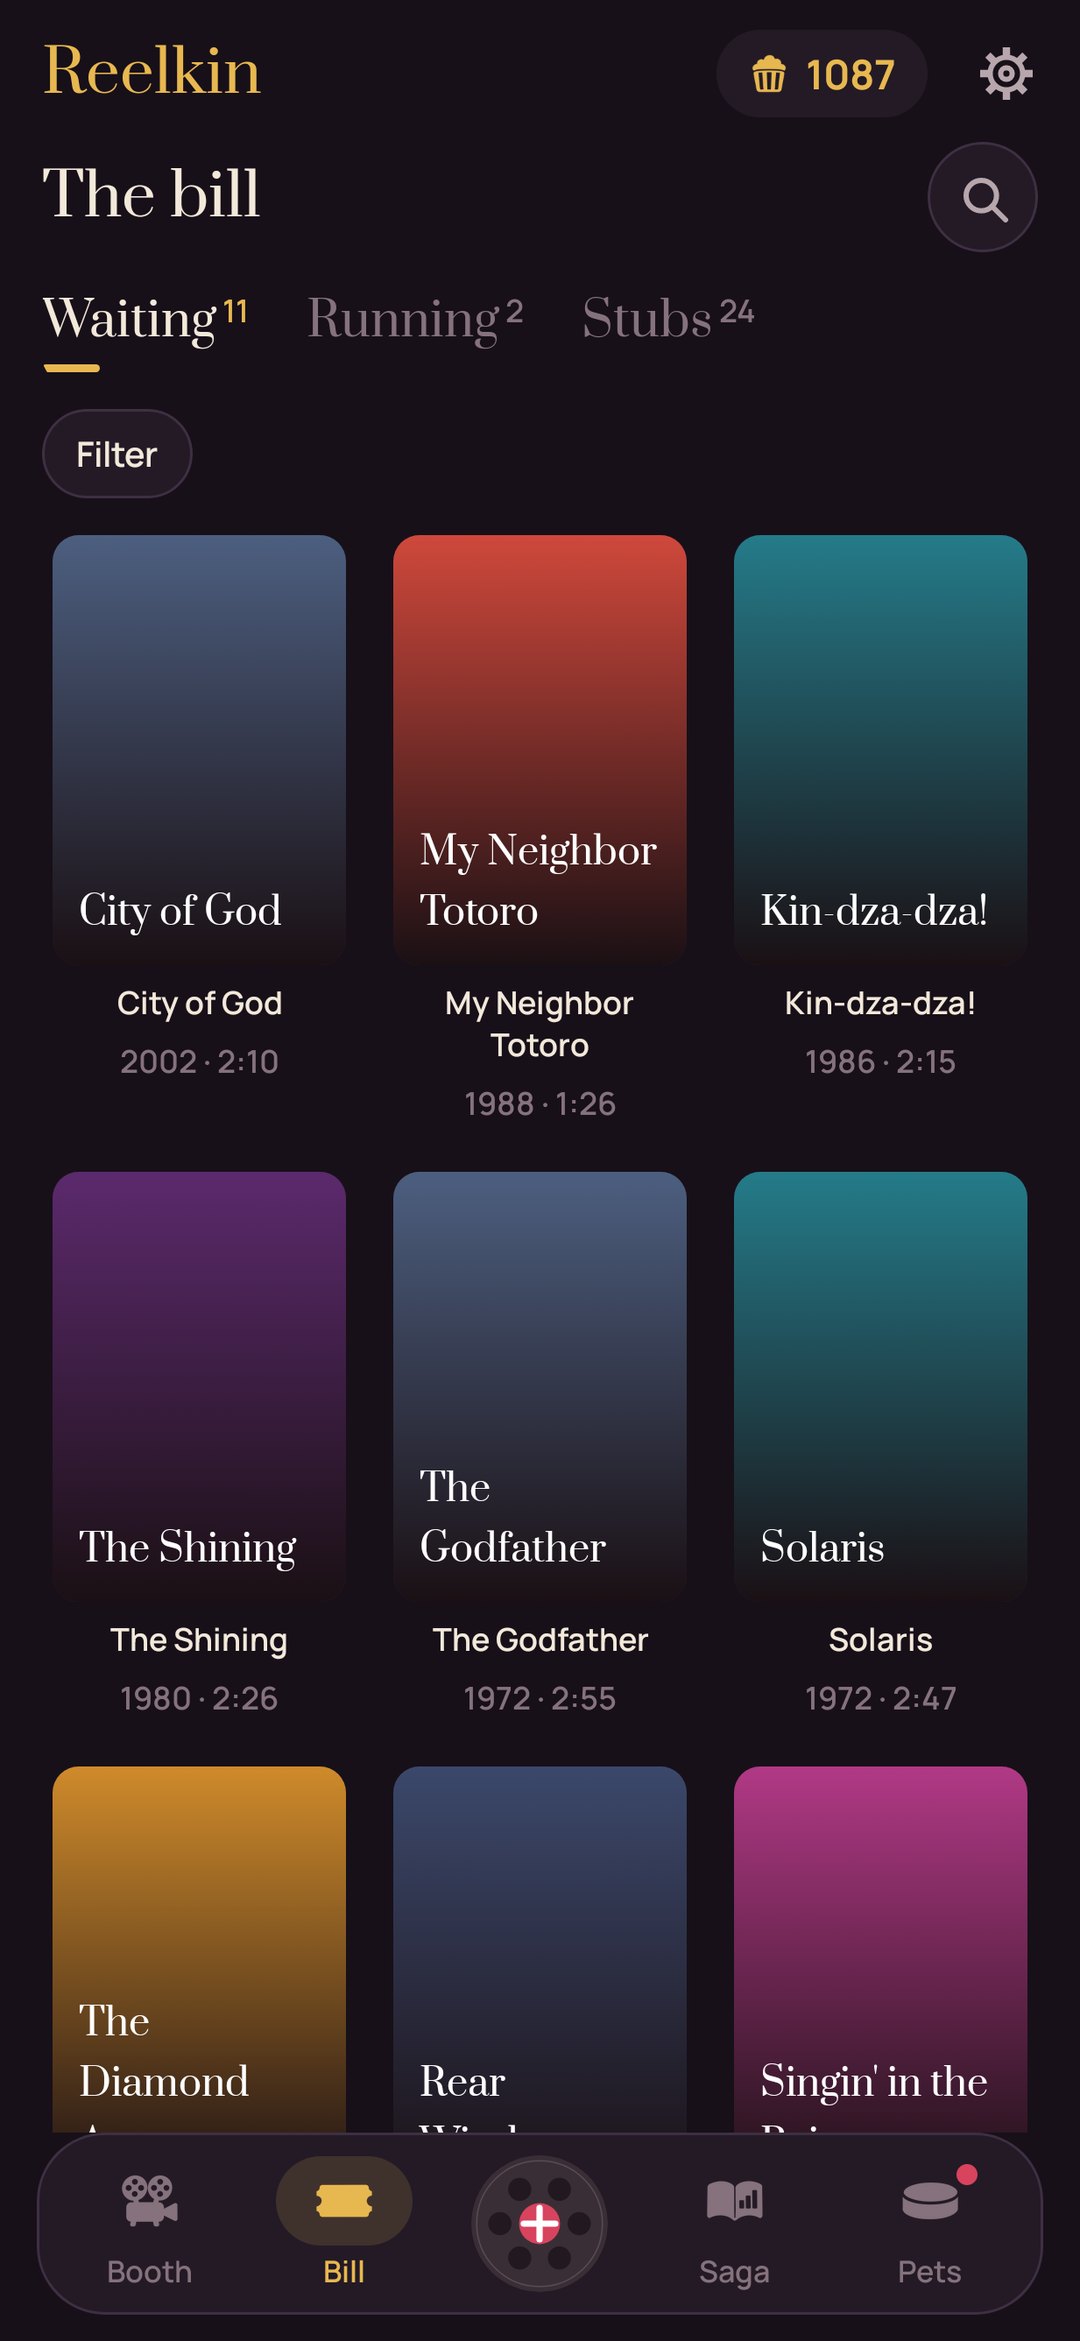 Reelkin
1087
The bill
Waiting 11
Running 2
Stubs 24
Filter
City of God
My Neighbor
Totoro
Kin-dza-dza!
City of God
2002 · 2:10
My Neighbor
Totoro
1988 · 1:26
Kin-dza-dza!
1986 · 2:15
The Shining
The
Godfather
Solaris
The Shining
1980 · 2:26
The Godfather
1972 · 2:55
Solaris
1972 · 2:47
The
Diamond
Rear
Singin' in the
Booth
Bill
Saga
Pets